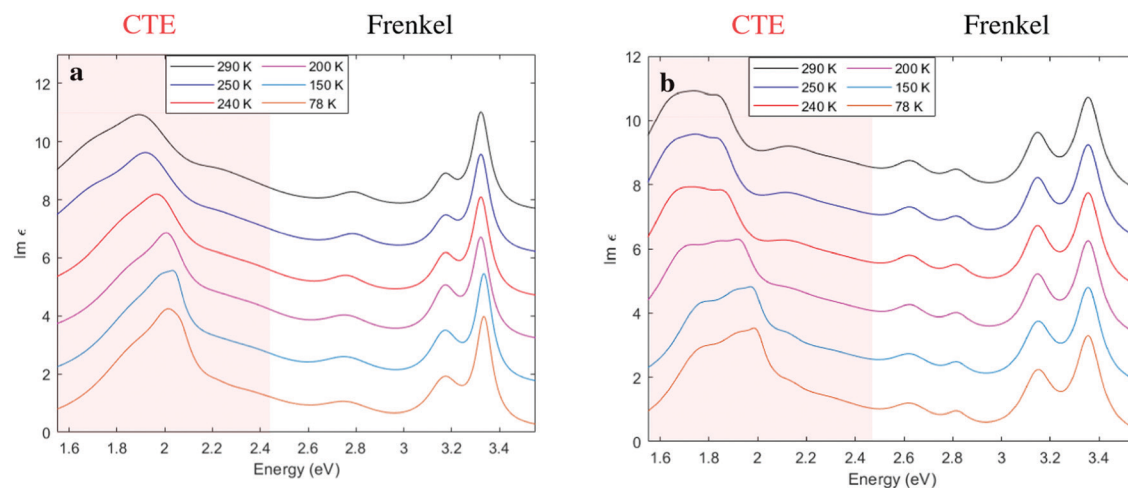 CTE Frenkel
CTE Frenkel
a
290 K 200 K
250 K 150 K
240 K 78 K
12
10
8
6
4
2
0
Im ϵ
1.6 1.8 2 2.2 2.4 2.6 2.8 3 3.2 3.4
Energy (eV)
b
290 K 200 K
250 K 150 K
240 K 78 K
12
10
8
6
4
2
0
Im ϵ
1.6 1.8 2 2.2 2.4 2.6 2.8 3 3.2 3.4
Energy (eV)